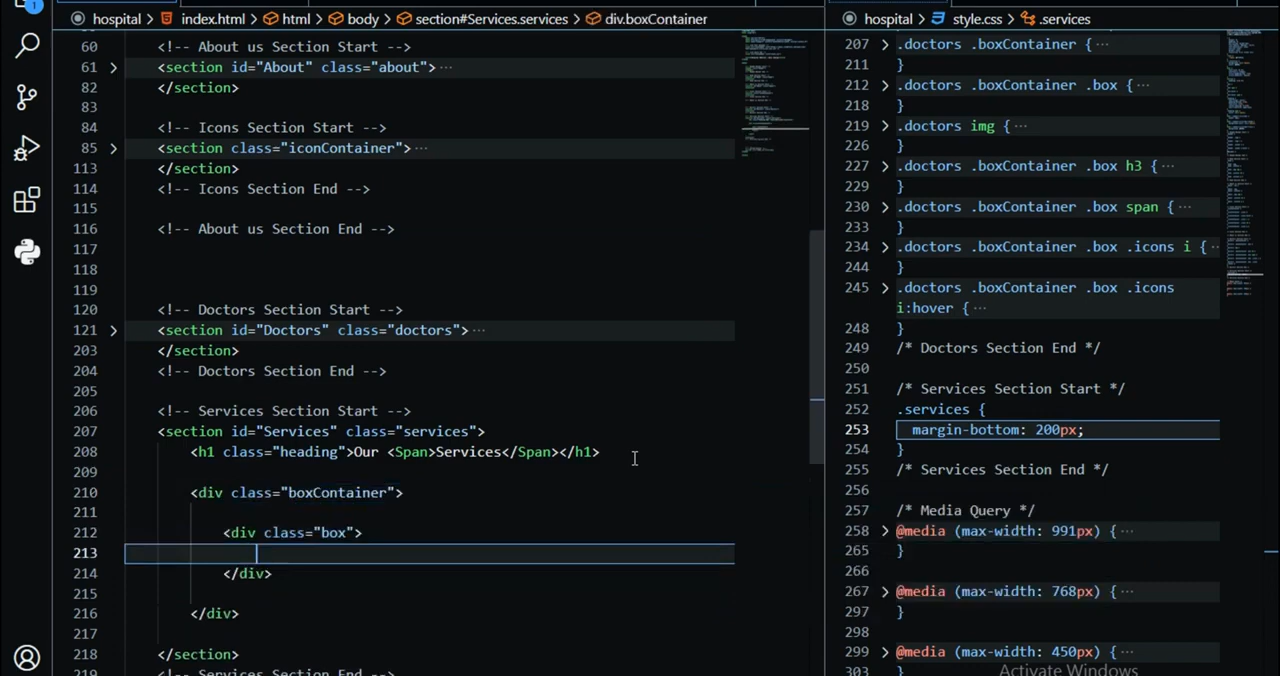 1
hospital > index.html > html > body > section#Services.services > div.boxContainer
60 <!-- About us Section Start -->
61 <section id="About" class="about"> ...
82 </section>
83
84 <!-- Icons Section Start -->
85 <section class="iconContainer"> ...
113 </section>
114 <!-- Icons Section End -->
115
116 <!-- About us Section End -->
117
118
119
120 <!-- Doctors Section Start -->
121 <section id="Doctors" class="doctors"> ...
203 </section>
204 <!-- Doctors Section End -->
205
206 <!-- Services Section Start -->
207 <section id="Services" class="services">
208 <h1 class="heading">Our <Span>Services</Span></h1>
209
210 <div class="boxContainer">
211
212 <div class="box">
213
214 </div>
215
216 </div>
217
218 </section>
219 <!-- Services Section End -->
hospital > style.css > .services
207 .doctors .boxContainer { ...
211 }
212 .doctors .boxContainer .box { ...
218 }
219 .doctors img { ...
226 }
227 .doctors .boxContainer .box h3 { ...
229 }
230 .doctors .boxContainer .box span { ...
233 }
234 .doctors .boxContainer .box .icons i { ...
244 }
245 .doctors .boxContainer .box .icons
i:hover { ...
248 }
249 /* Doctors Section End */
250
251 /* Services Section Start */
252 .services {
253 margin-bottom: 200px;
254 }
255 /* Services Section End */
256
257 /* Media Query */
258 @media (max-width: 991px) { ...
265 }
266
267 @media (max-width: 768px) { ...
297 }
298
299 @media (max-width: 450px) { ...
303 }
Activate Windows